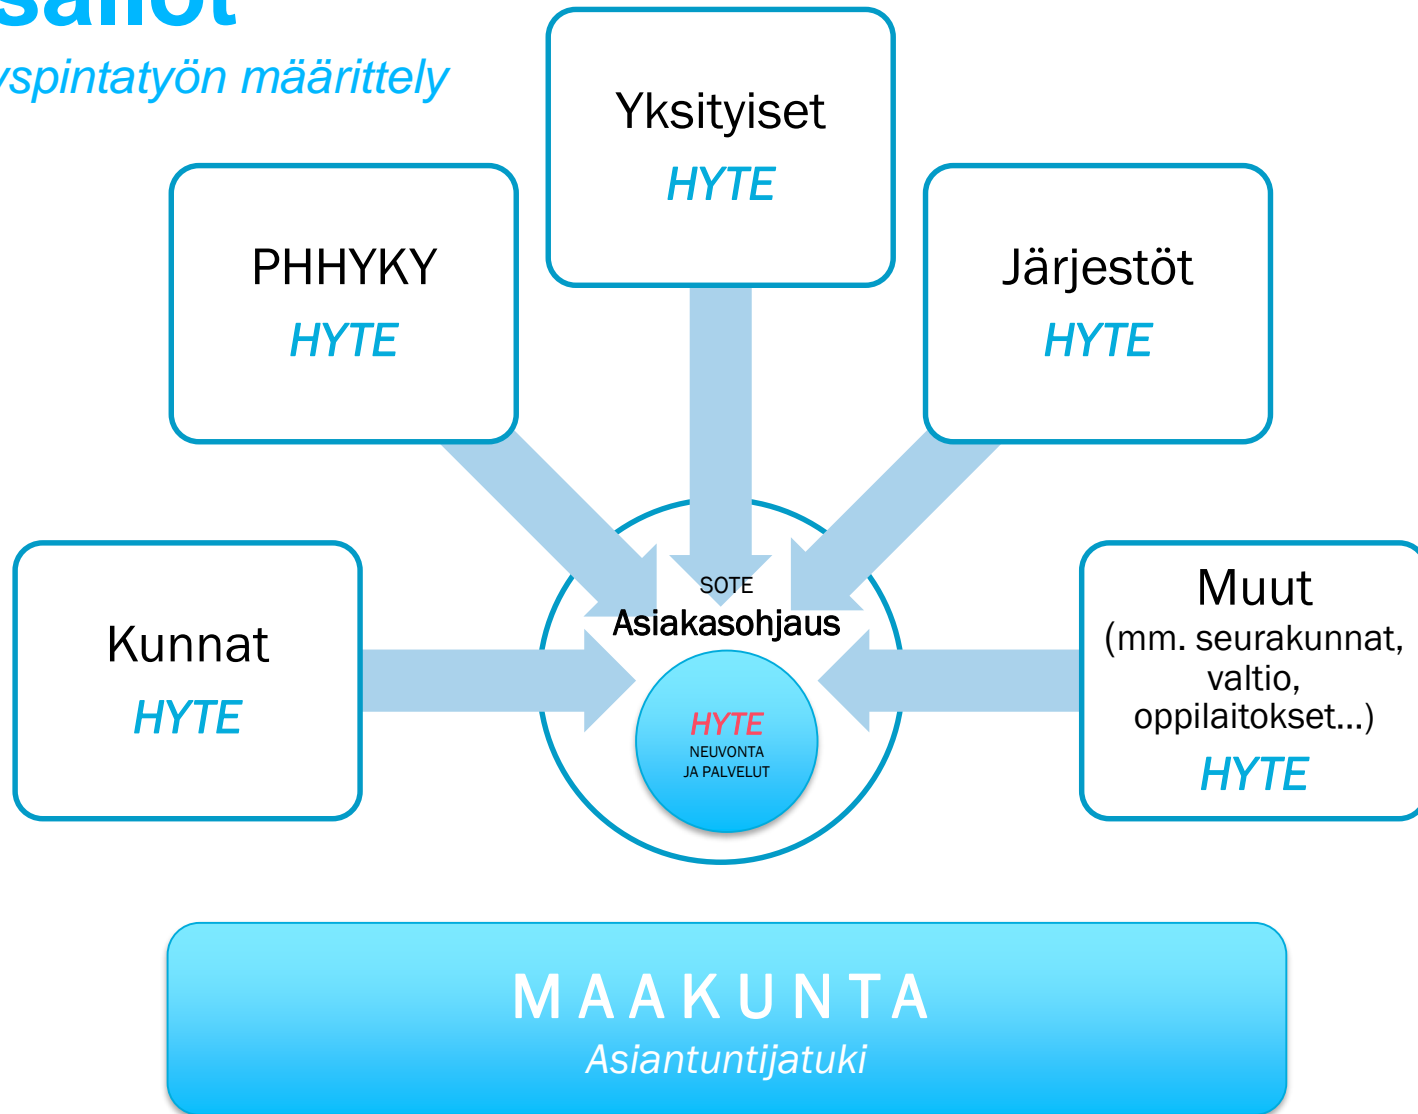 Yksityiset
HYTE
PHHYKY
HYTE
Järjestöt
HYTE
Kunnat
HYTE
SOTE
Asiakasohjaus
HYTE
NEUVONTA
JA PALVELUT
Muut
(mm. seurakunnat,
valtio,
oppilaitokset...)
HYTE
MAAKUNTA
Asiantuntijatuki
määrittely